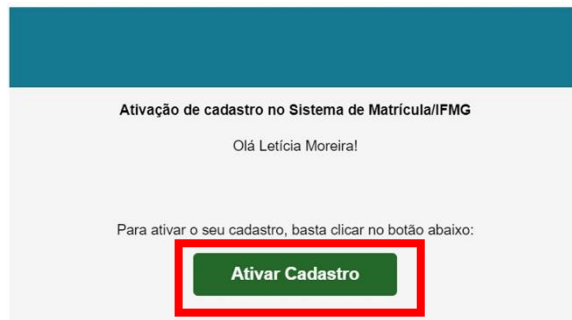 Ativação de cadastro no Sistema de Matrícula/IFMG
Olá Letícia Moreira!
Para ativar o seu cadastro, basta clicar no botão abaixo:
Ativar Cadastro